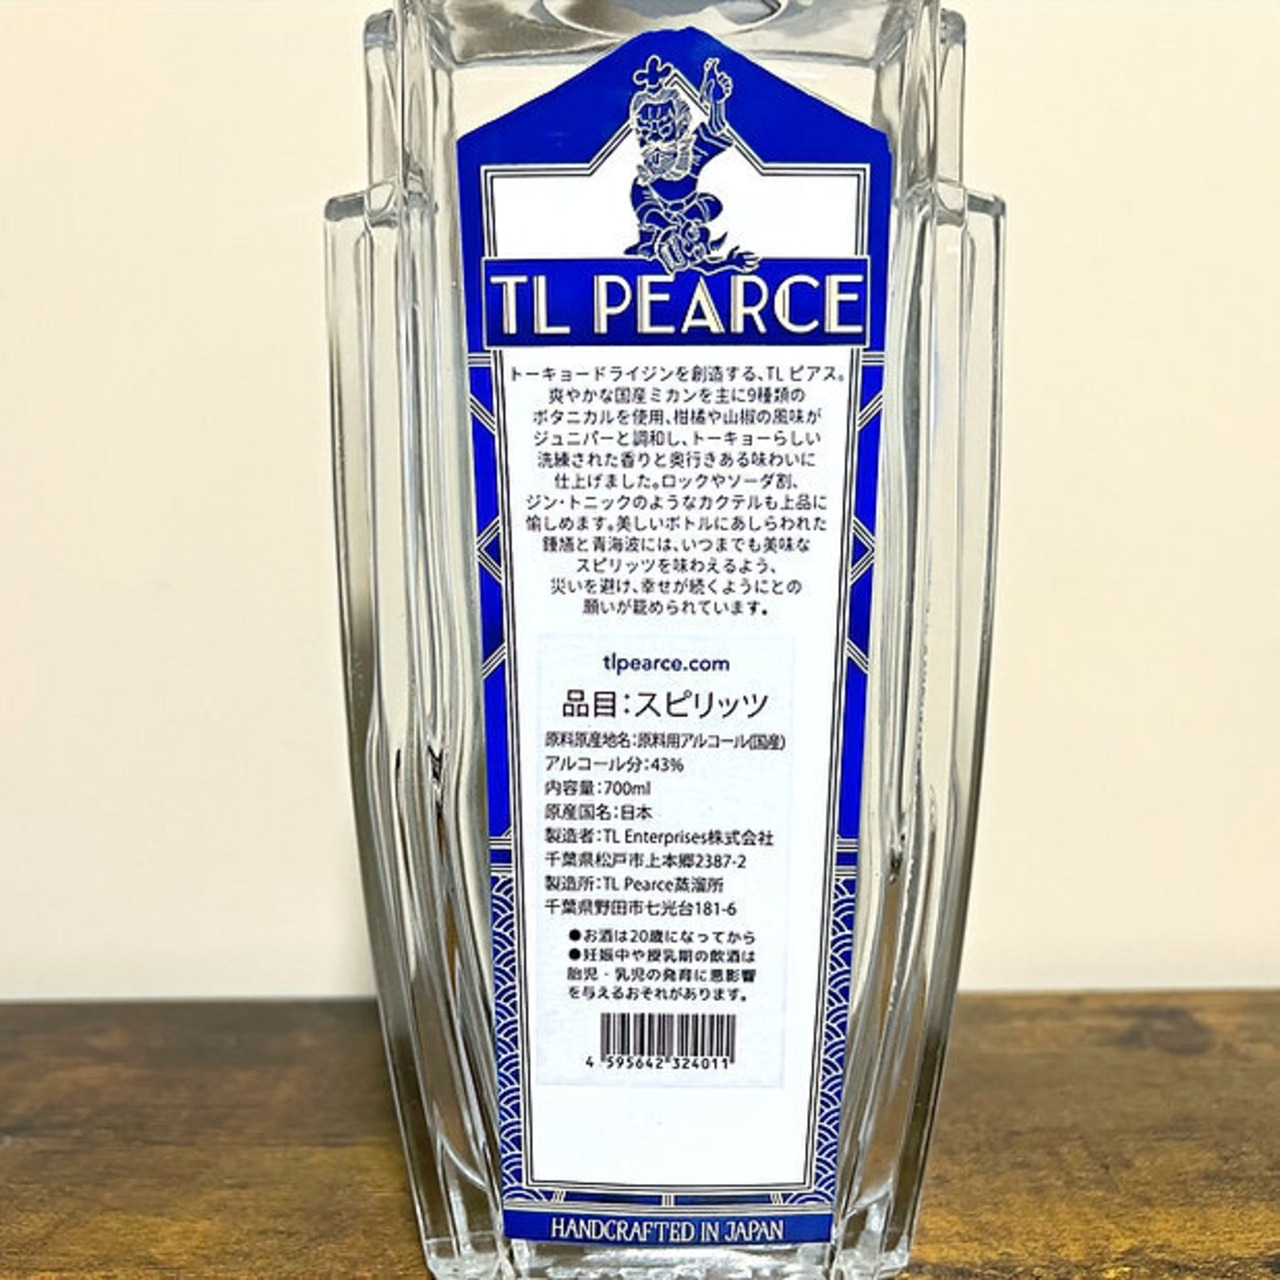 TL PEARCE
トーキョードライジンを創造する、TL ピアス。
爽やかな国産ミカンを主に9種類の
ボタニカルを使用、柑橘や山椒の風味が
ジュニパーと調和し、トーキョーらしい
洗練された香りと奥行きある味わいに
仕上げました。ロックやソーダ割、
ジン・トニックのようなカクテルも上品に
愉しめます。美しいボトルにあしらわれた
鍾馗と青海波には、いつまでも美味な
スピリッツを味わえるよう、
災いを避け、幸せが続くようにとの
願いが籠められています。
tlpearce.com
品目：スピリッツ
原料原産地名：原料用アルコール(国産)
アルコール分：43%
内容量：700ml
原産国名：日本
製造者：TL Enterprises株式会社
千葉県松戸市上本郷2387-2
製造所：TL Pearce蒸溜所
千葉県野田市七光台181-6
●お酒は20歳になってから
●妊娠中や授乳期の飲酒は
胎児・乳児の発育に悪影響
を与えるおそれがあります。
4 595642 324011
HANDCRAFTED IN JAPAN